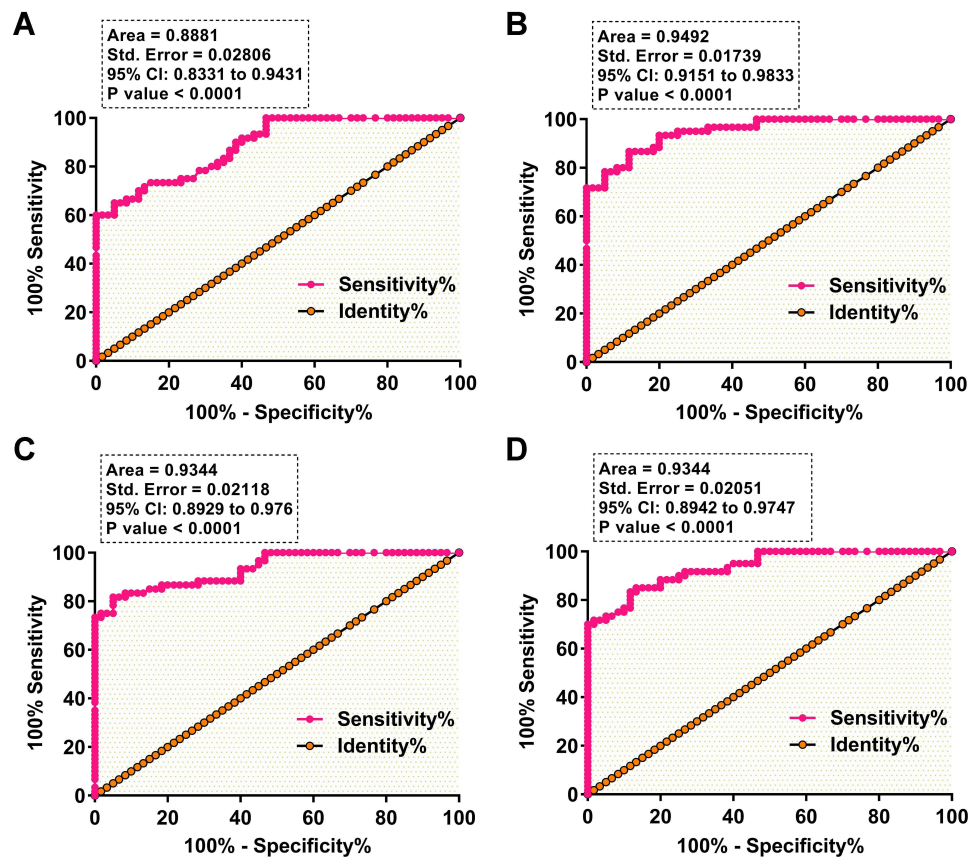 A
Area = 0.8881
Std. Error = 0.02806
95% CI: 0.8331 to 0.9431
P value < 0.0001
100
80
60
40
20
0
100% Sensitivity
Sensitivity%
Identity%
0 20 40 60 80 100
100% - Specificity%
B
Area = 0.9492
Std. Error = 0.01739
95% CI: 0.9151 to 0.9833
P value < 0.0001
100
80
60
40
20
0
100% Sensitivity
Sensitivity%
Identity%
0 20 40 60 80 100
100% - Specificity%
C
Area = 0.9344
Std. Error = 0.02118
95% CI: 0.8929 to 0.976
P value < 0.0001
100
80
60
40
20
0
100% Sensitivity
Sensitivity%
Identity%
0 20 40 60 80 100
100% - Specificity%
D
Area = 0.9344
Std. Error = 0.02051
95% CI: 0.8942 to 0.9747
P value < 0.0001
100
80
60
40
20
0
100% Sensitivity
Sensitivity%
Identity%
0 20 40 60 80 100
100% - Specificity%